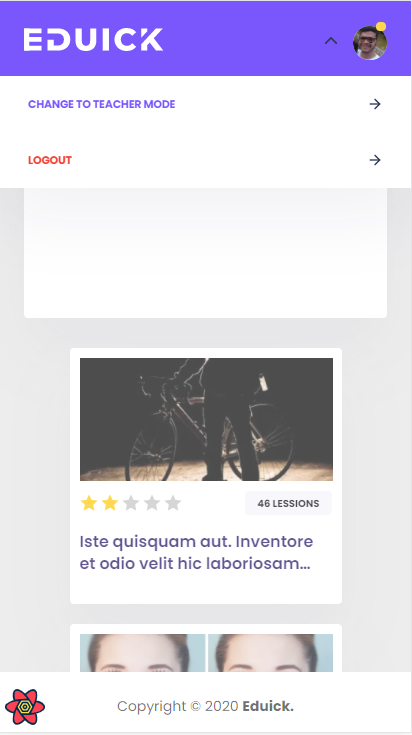 EDUICK
CHANGE TO TEACHER MODE
LOGOUT
46 LESSIONS
Iste quisquam aut. Inventore
et odio velit hic laboriosam...
Copyright © 2020 Eduick.